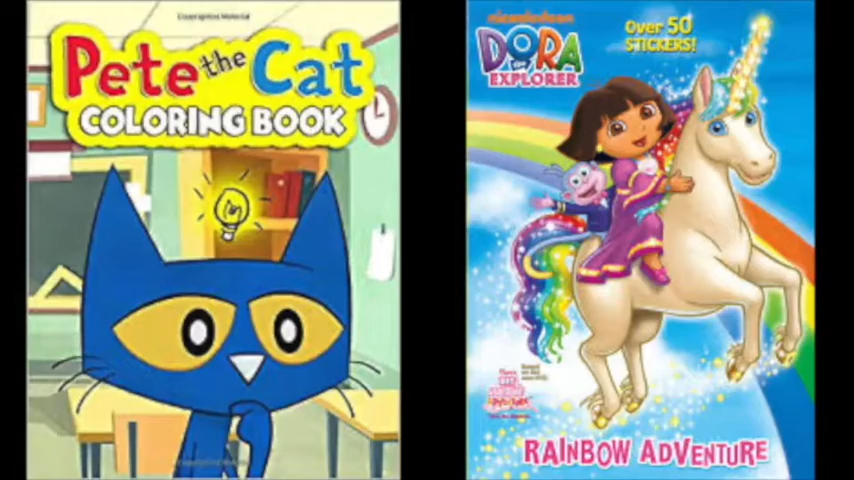 Pete the Cat
COLORING BOOK
nickelodeon
DORA
the
EXPLORER
Over 50
STICKERS!
RAINBOW ADVENTURE